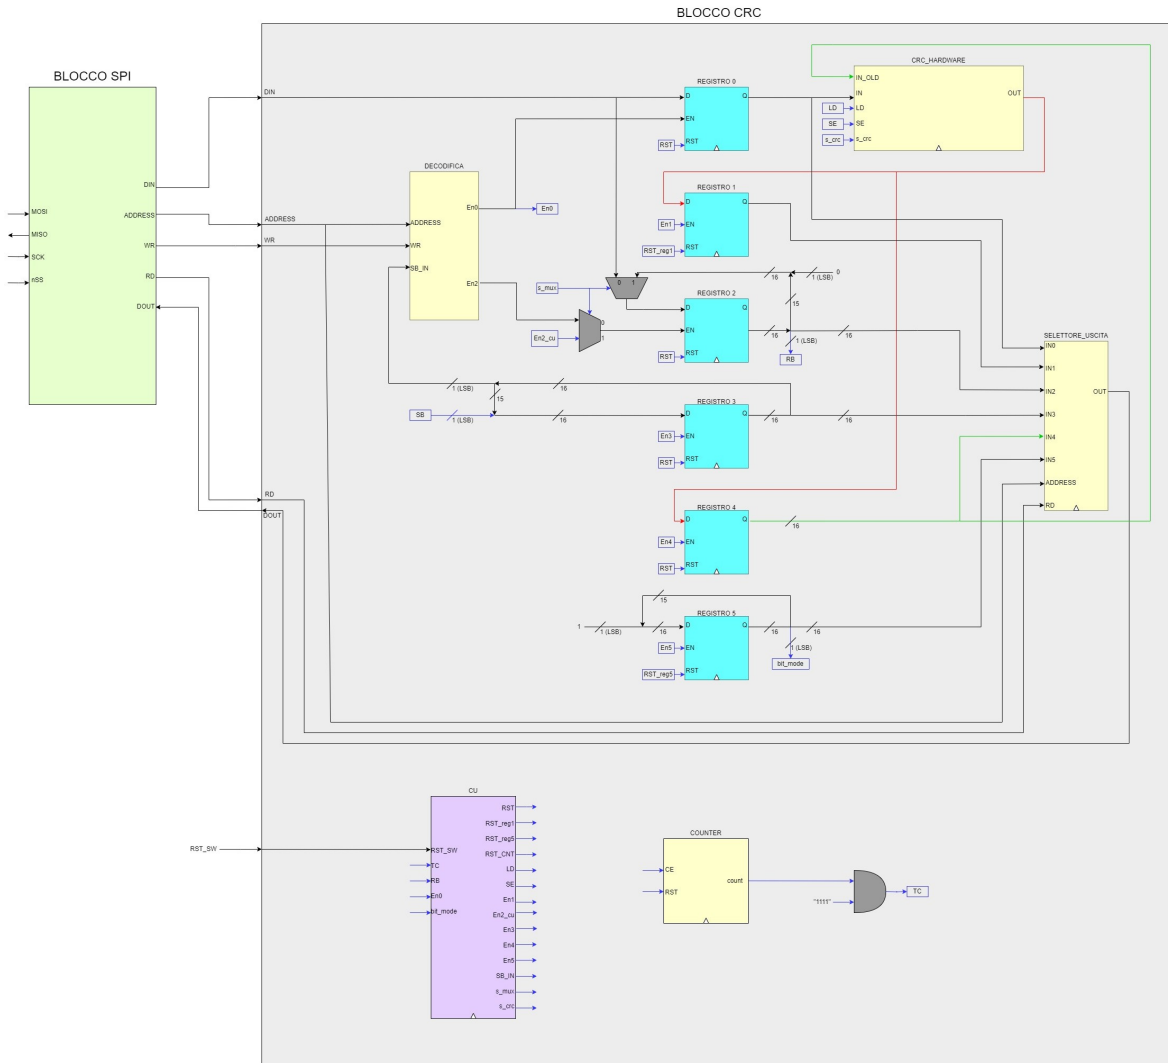 BLOCCO CRC
BLOCCO SPI
MOSI
MISO
SCK
nSS
DIN
ADDRESS
WR
RD
DOUT
DIN
ADDRESS
WR
RD
DOUT
DECODIFICA
ADDRESS
WR
SB_IN
En0
En2
En0
s_mux
0 1
0
1
En2_cu
REGISTRO 0
D Q
EN
RST
RST
CRC_HARDWARE
IN_OLD
IN
LD
SE
s_crc
OUT
LD
SE
s_crc
REGISTRO 1
D Q
EN
RST
En1
RST_reg1
16
1 (LSB)
0
15
REGISTRO 2
D Q
EN
RST
RST
16
16
1 (LSB)
RB
1 (LSB)
16
15
SB
1 (LSB)
16
REGISTRO 3
D Q
EN
RST
En3
RST
16
16
REGISTRO 4
D Q
EN
RST
En4
RST
16
15
1
1 (LSB)
16
REGISTRO 5
D Q
EN
RST
En5
RST_reg5
16
16
1 (LSB)
bit_mode
SELETTORE_USCITA
IN0
IN1
IN2
IN3
IN4
IN5
ADDRESS
RD
OUT
CU
RST_SW
RST_SW
TC
RB
En0
bit_mode
RST
RST_reg1
RST_reg5
RST_CNT
LD
SE
En1
En2_cu
En3
En4
En5
SB_IN
s_mux
s_crc
COUNTER
CE
RST
count
"1111"
TC